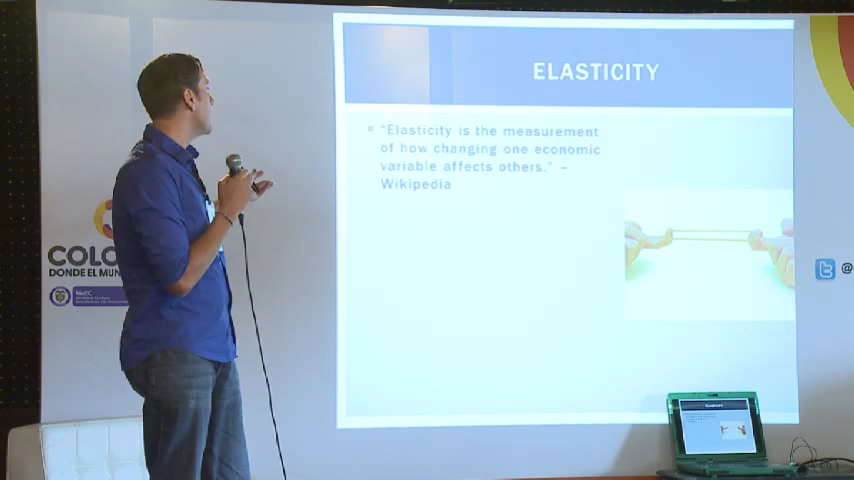 ELASTICITY
"Elasticity is the measurement
of how changing one economic
variable affects others." –
Wikipedia
COLO
DONDE EL MUN
@